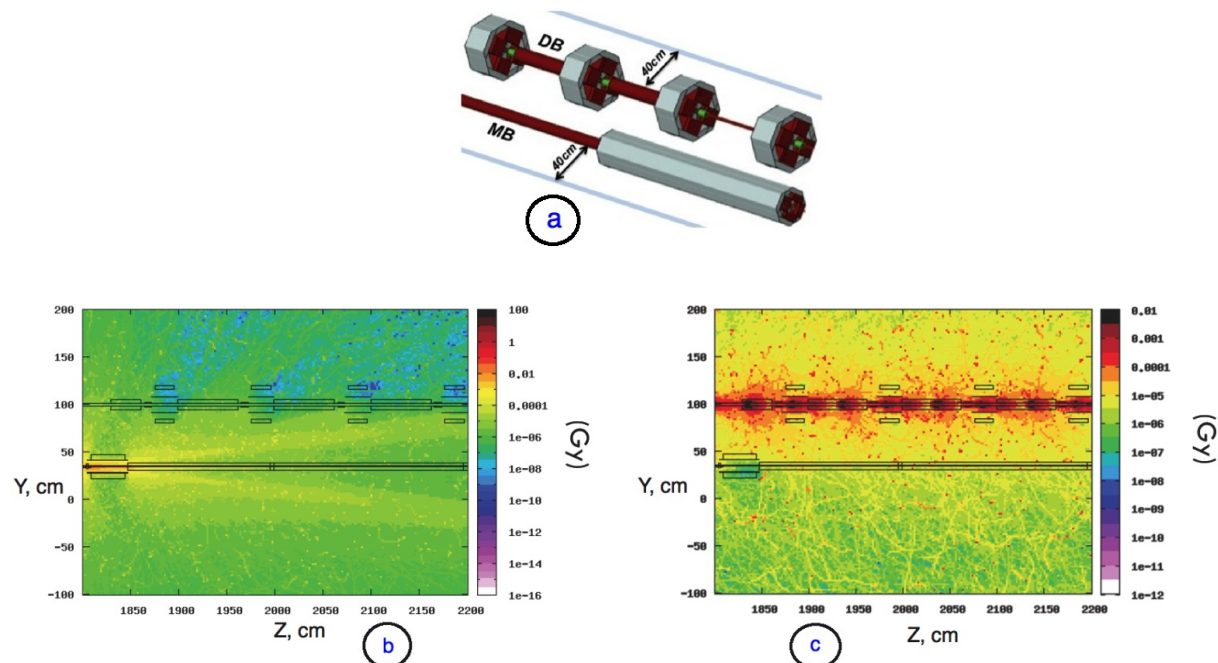 DB
40cm
MB
40cm
a
200
150
100
50
0
-50
-100
Y, cm
1850 1900 1950 2000 2050 2100 2150 2200
Z, cm
100
1
0,01
0,0001
1e-06
1e-08
1e-10
1e-12
1e-14
1e-16
(Gy)
b
200
150
100
50
0
-50
-100
Y, cm
1850 1900 1950 2000 2050 2100 2150 2200
Z, cm
0,01
0,001
0,0001
1e-05
1e-06
1e-07
1e-08
1e-09
1e-10
1e-11
1e-12
(Gy)
c